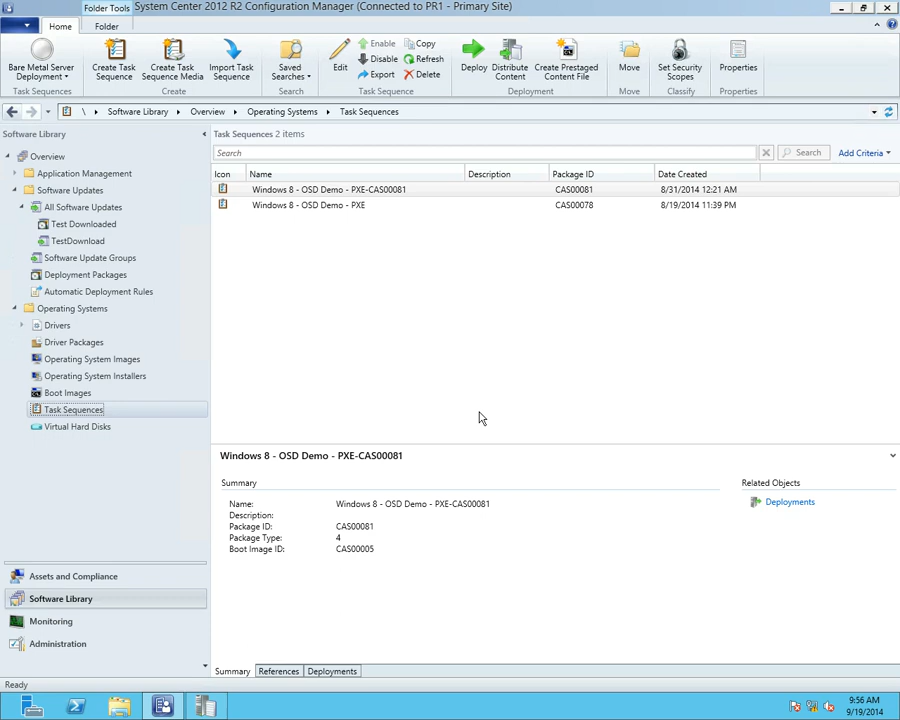 Folder Tools
System Center 2012 R2 Configuration Manager (Connected to PR1 - Primary Site)
Home
Folder
Bare Metal Server
Deployment
Create Task
Sequence
Create Task
Sequence Media
Import Task
Sequence
Saved
Searches
Edit
Enable
Disable
Export
Copy
Refresh
Delete
Deploy
Distribute
Content
Create Prestaged
Content File
Move
Set Security
Scopes
Properties
Task Sequences
Create
Search
Task Sequence
Deployment
Move
Classify
Properties
\ Software Library Overview Operating Systems Task Sequences
Software Library
Overview
Application Management
Software Updates
All Software Updates
Test Downloaded
TestDownload
Software Update Groups
Deployment Packages
Automatic Deployment Rules
Operating Systems
Drivers
Driver Packages
Operating System Images
Operating System Installers
Boot Images
Task Sequences
Virtual Hard Disks
Assets and Compliance
Software Library
Monitoring
Administration
Task Sequences 2 items
Search
Search
Add Criteria
Icon Name Description Package ID Date Created
Windows 8 - OSD Demo - PXE-CAS00081 CAS00081 8/31/2014 12:21 AM
Windows 8 - OSD Demo - PXE CAS00078 8/19/2014 11:39 PM
Windows 8 - OSD Demo - PXE-CAS00081
Summary
Name: Windows 8 - OSD Demo - PXE-CAS00081
Description:
Package ID: CAS00081
Package Type: 4
Boot Image ID: CAS00005
Related Objects
Deployments
Summary References Deployments
Ready
9:56 AM
9/19/2014